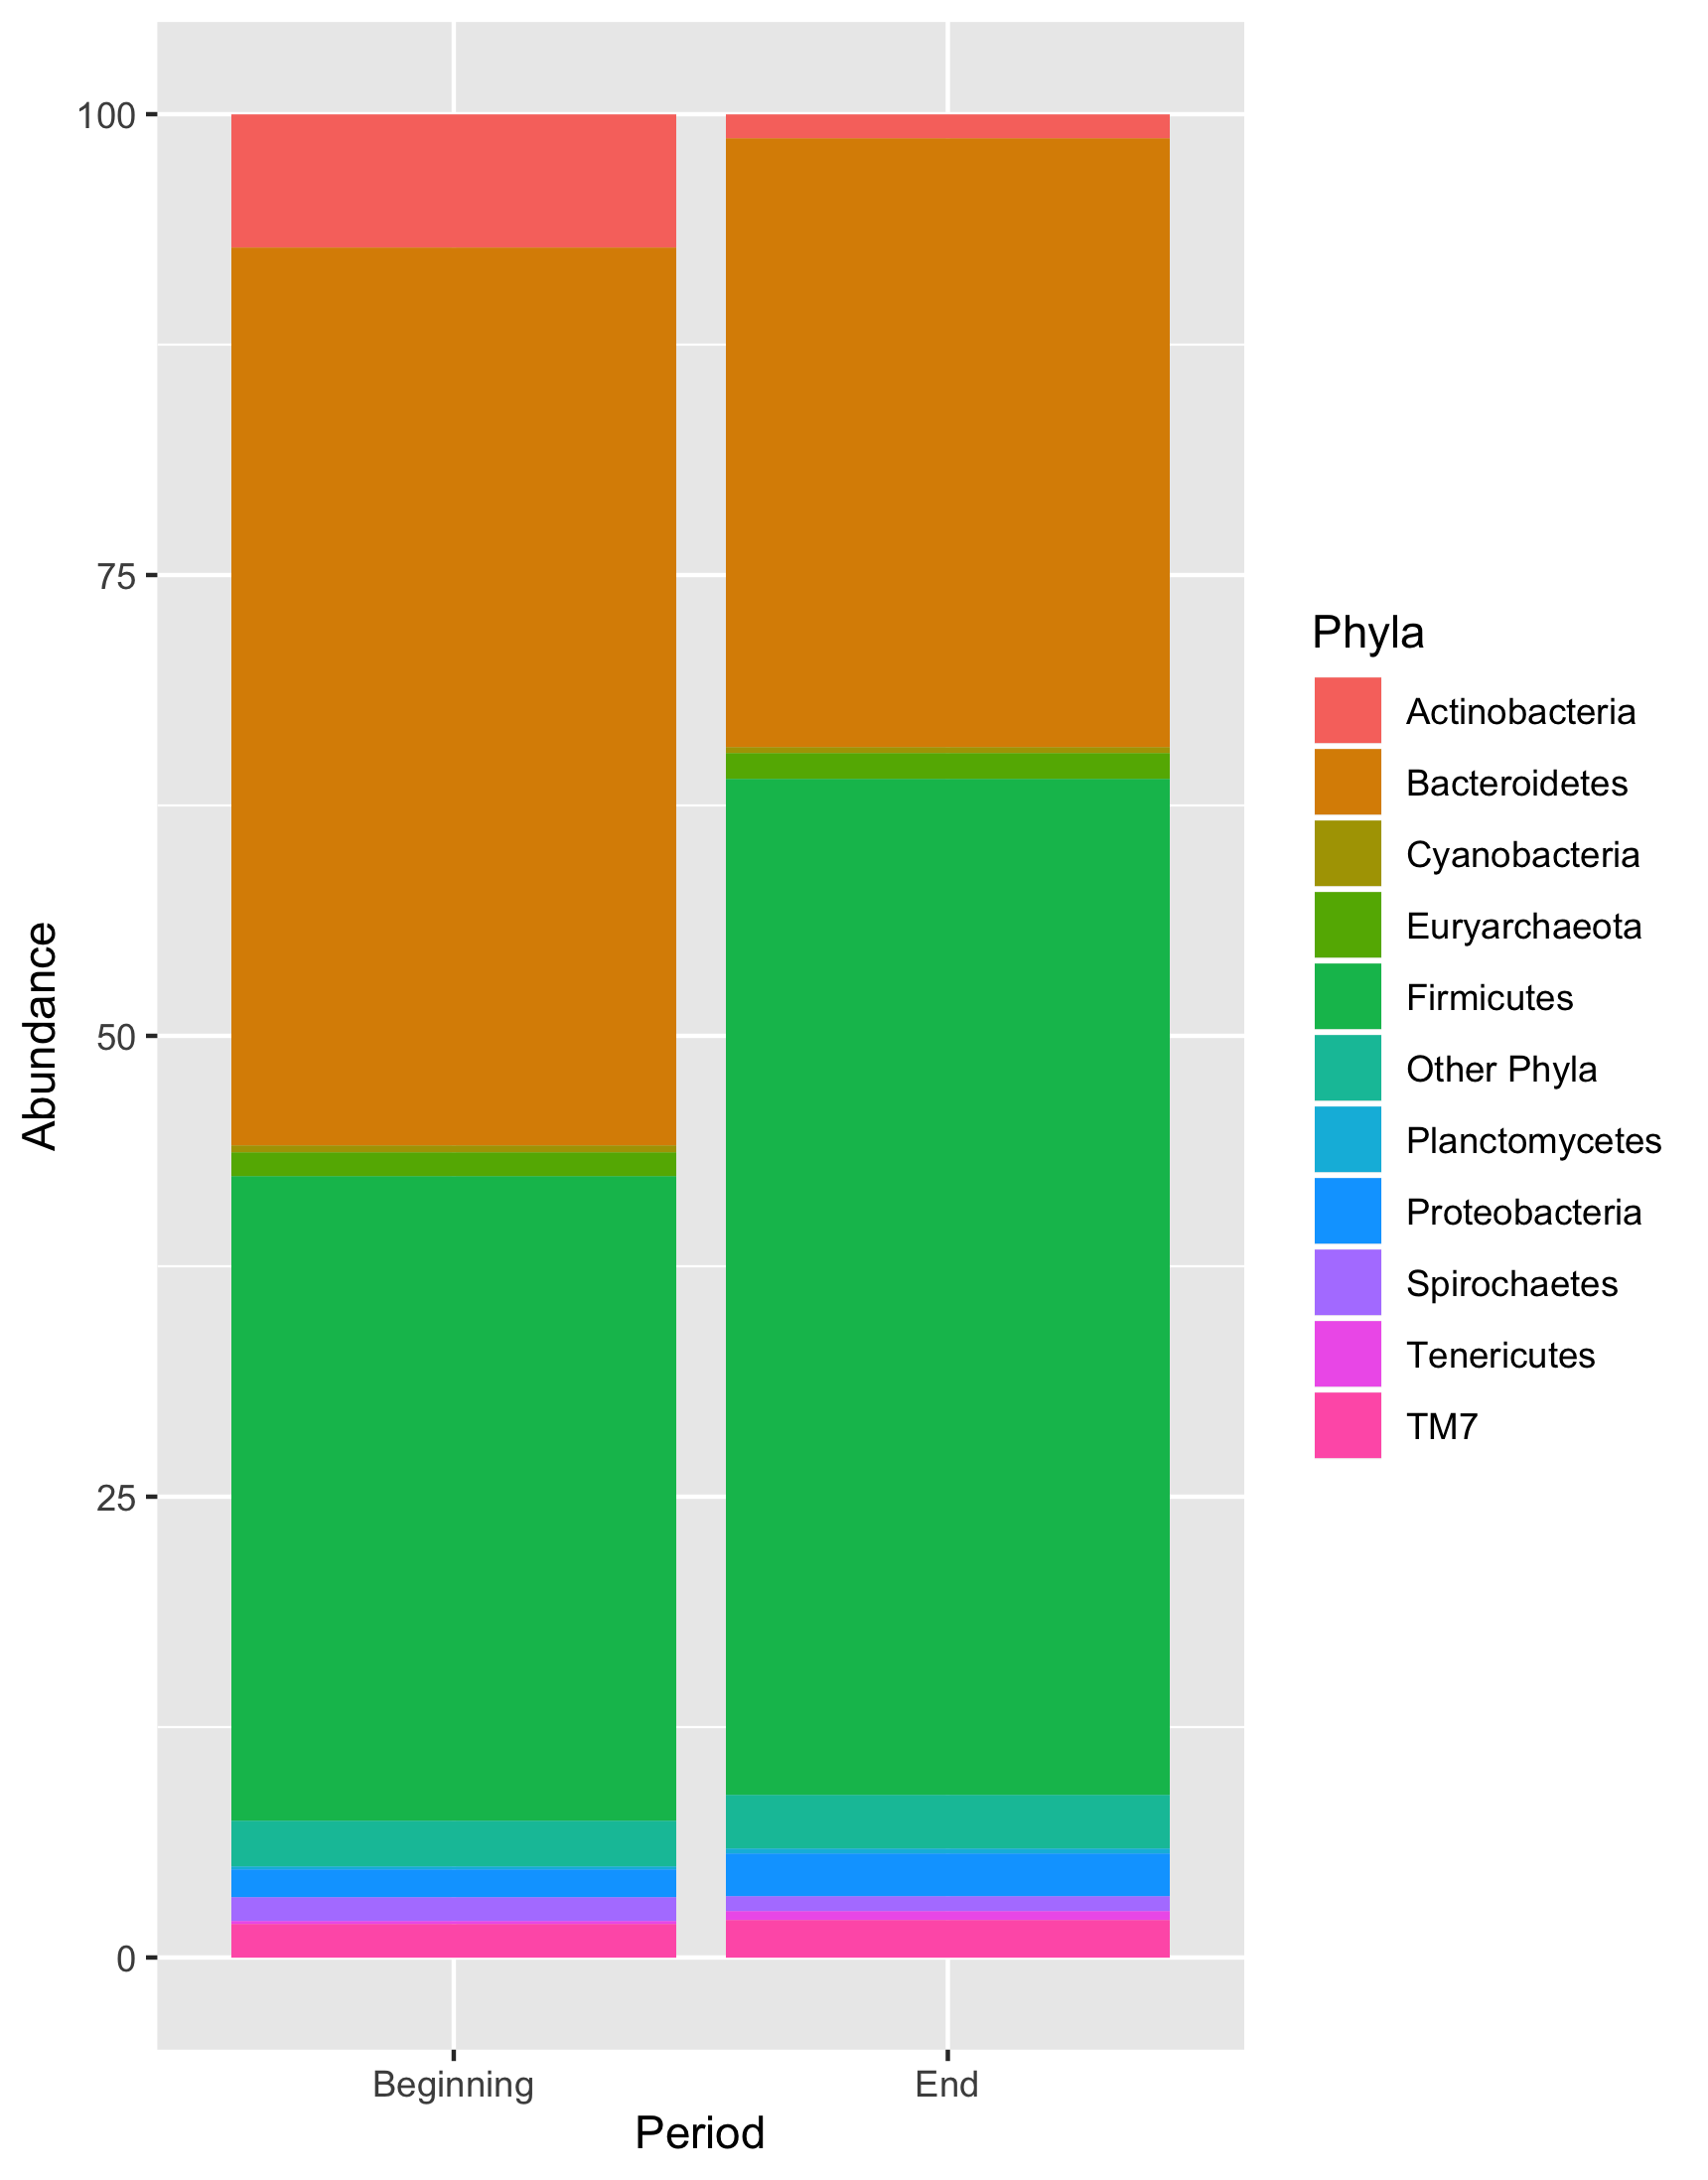 100
75
50
25
0
Abundance
Beginning
End
Period
Phyla
Actinobacteria
Bacteroidetes
Cyanobacteria
Euryarchaeota
Firmicutes
Other Phyla
Planctomycetes
Proteobacteria
Spirochaetes
Tenericutes
TM7